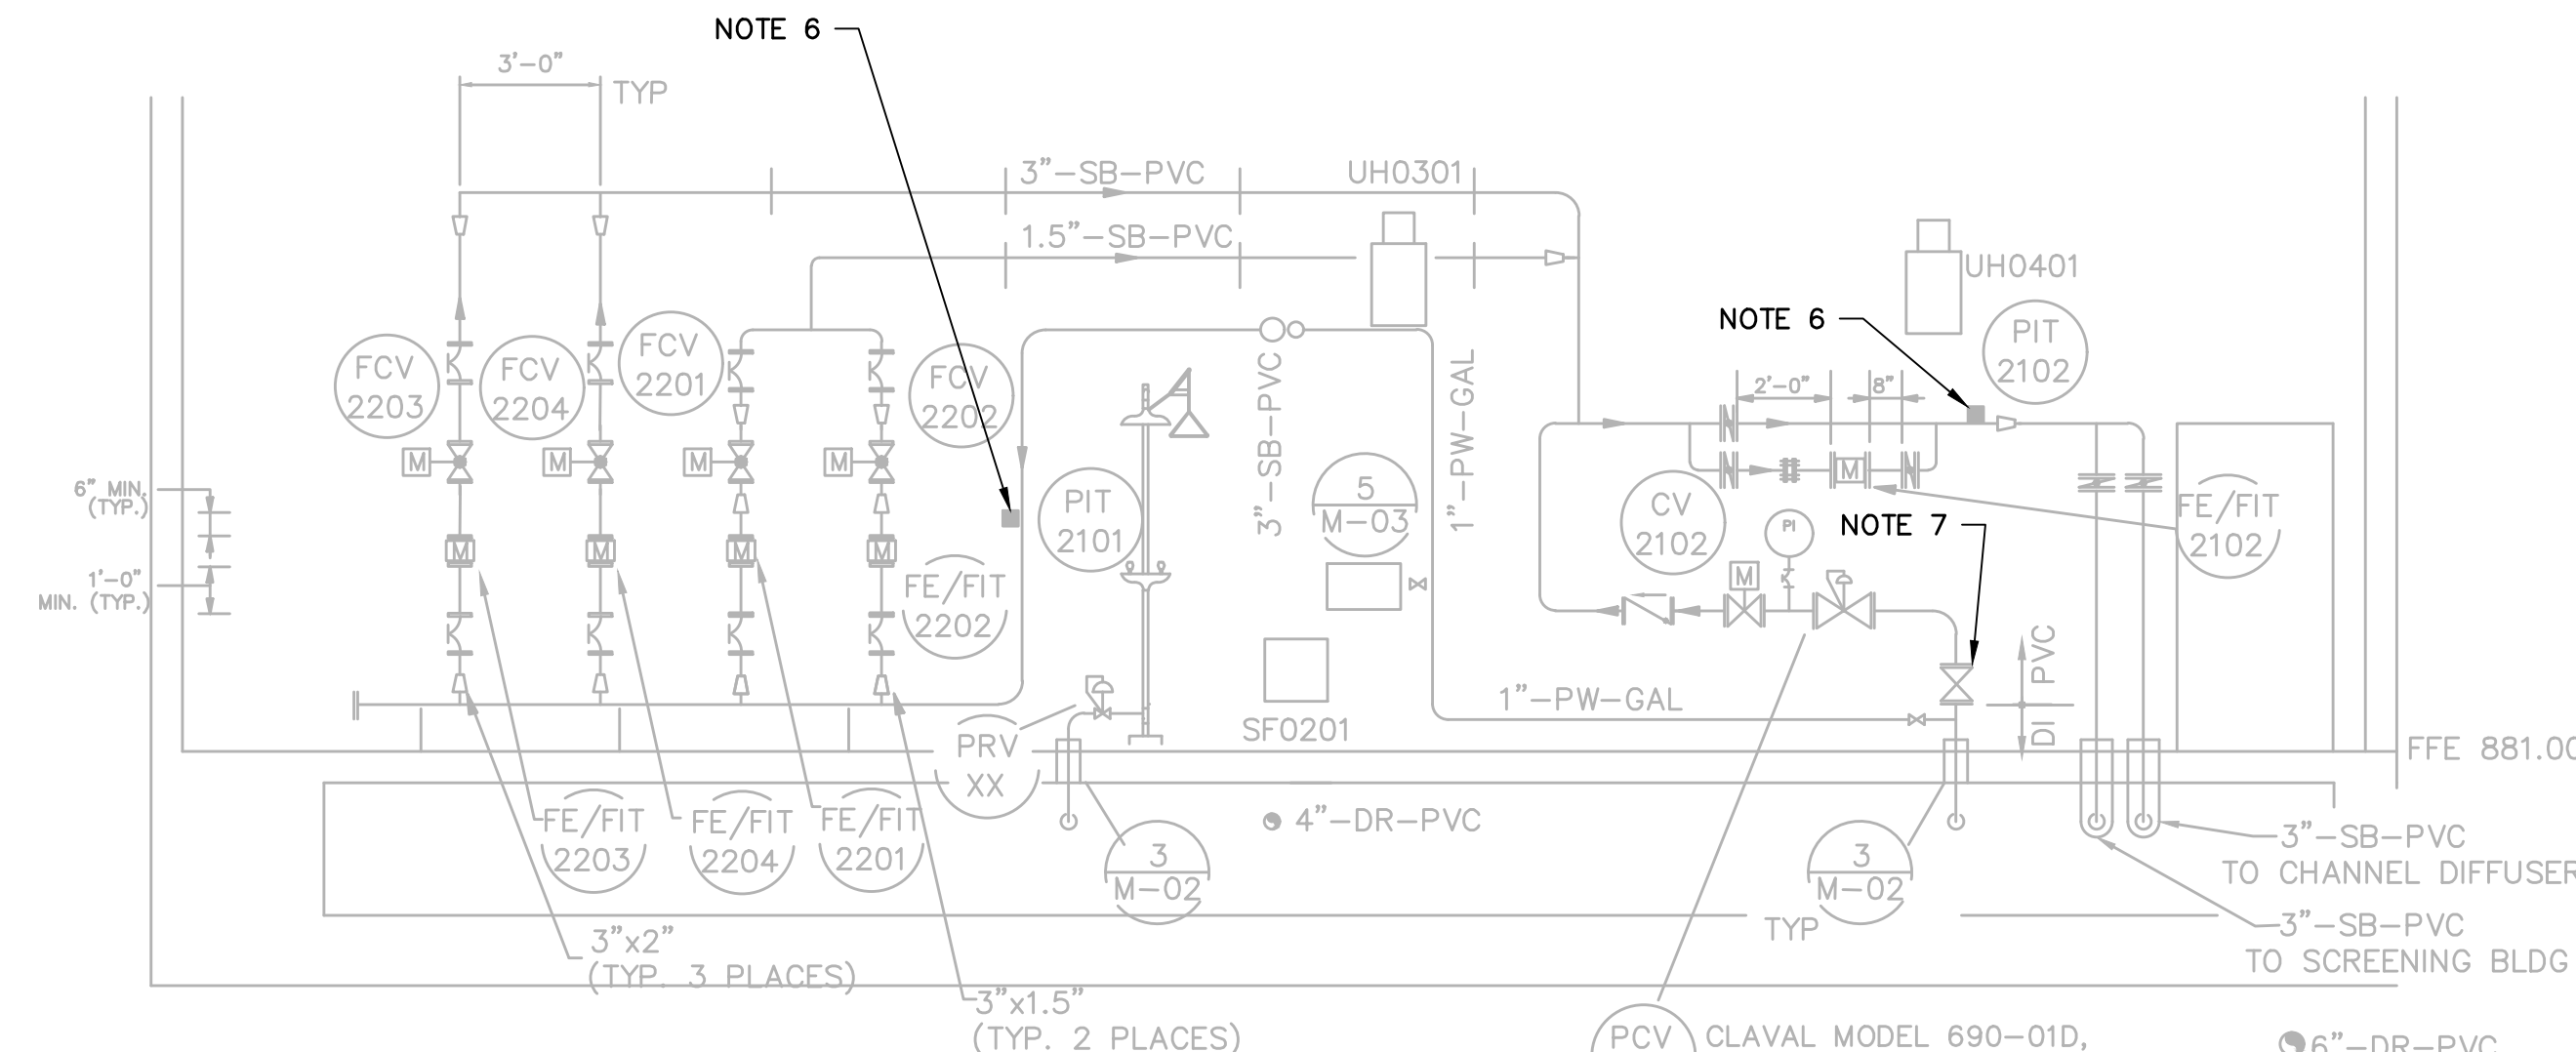 NOTE 6
3'-0"
TYP
3"-SB-PVC
UH0301
1.5"-SB-PVC
UH0401
NOTE 6
PIT
2102
FCV
2203
FCV
2204
FCV
2201
FCV
2202
2'-0"
8"
3"-SB-PVC
1"-PW-GAL
M
M
M
M
M
6" MIN.
(TYP.)
PIT
2101
5
M-03
CV
2102
PI
NOTE 7
FE/FIT
2102
M
M
M
M
M
1'-0"
MIN. (TYP.)
FE/FIT
2202
PVC
DI
1"-PW-GAL
SF0201
PRV
XX
FFE 881.00
FE/FIT
2203
FE/FIT
2204
FE/FIT
2201
4"-DR-PVC
3
M-02
3
M-02
3"-SB-PVC
TO CHANNEL DIFFUSER
3"-SB-PVC
TO SCREENING BLDG
TYP
3"x2"
(TYP. 3 PLACES)
3"x1.5"
(TYP. 2 PLACES)
PCV
CLAVAL MODEL 690-01D,
6"-DR-PVC